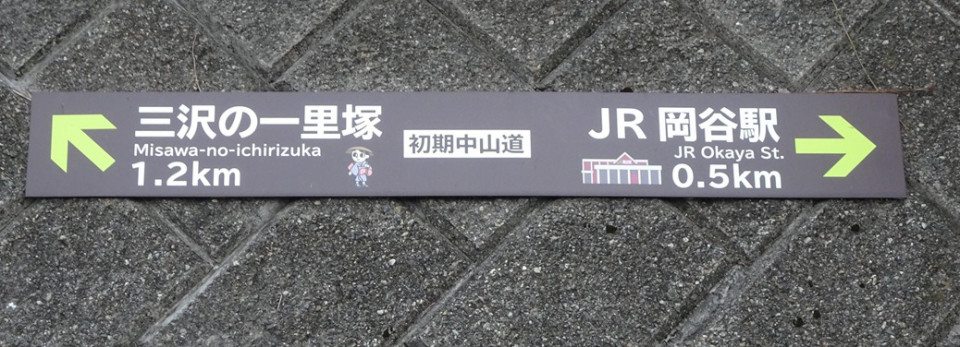 三沢の一里塚
Misawa-no-ichirizuka
1.2km
初期中山道
JR 岡谷駅
JR Okaya St.
0.5km